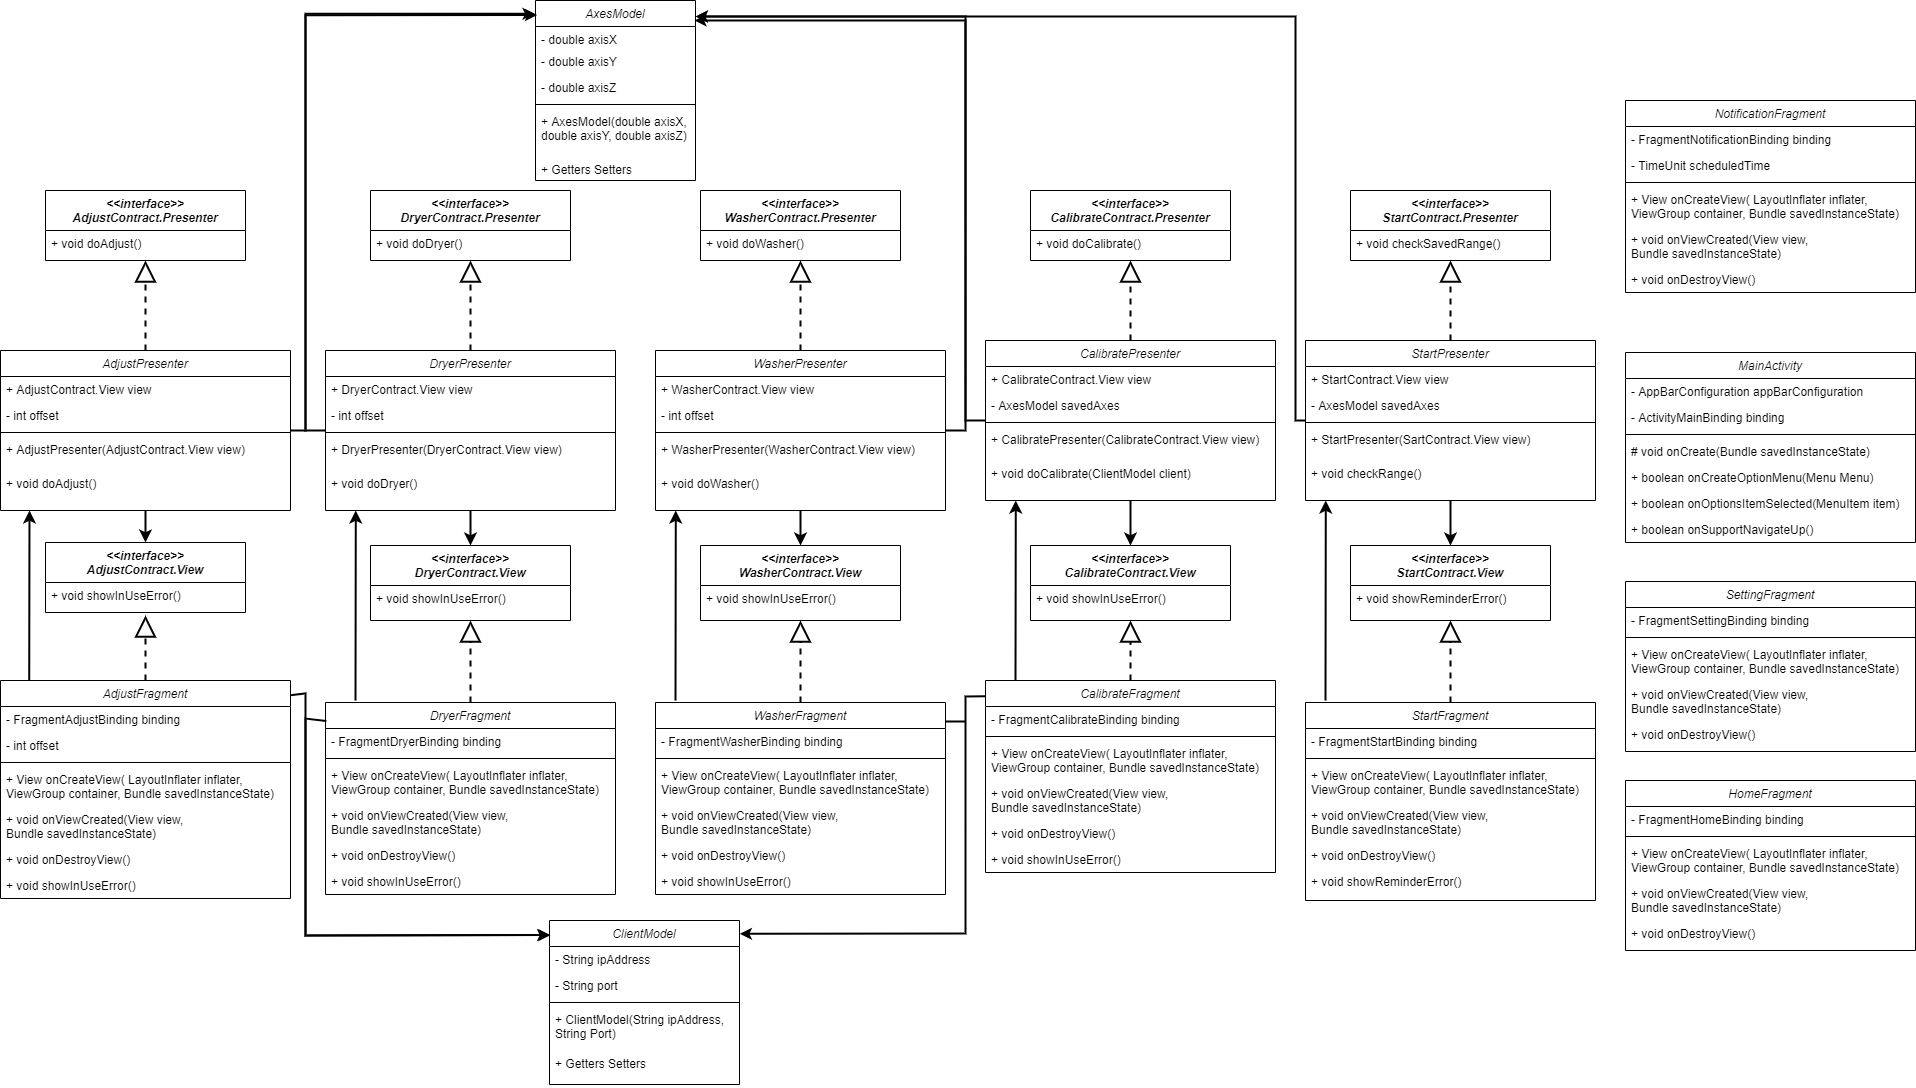 AxesModel
- double axisX
- double axisY
- double axisZ
+ AxesModel(double axisX,
double axisY, double axisZ)
+ Getters Setters
<<interface>>
AdjustContract.Presenter
+ void doAdjust()
<<interface>>
DryerContract.Presenter
+ void doDryer()
<<interface>>
WasherContract.Presenter
+ void doWasher()
<<interface>>
CalibrateContract.Presenter
+ void doCalibrate()
<<interface>>
StartContract.Presenter
+ void checkSavedRange()
AdjustPresenter
+ AdjustContract.View view
- int offset
+ AdjustPresenter(AdjustContract.View view)
+ void doAdjust()
DryerPresenter
+ DryerContract.View view
- int offset
+ DryerPresenter(DryerContract.View view)
+ void doDryer()
WasherPresenter
+ WasherContract.View view
- int offset
+ WasherPresenter(WasherContract.View view)
+ void doWasher()
CalibratePresenter
+ CalibrateContract.View view
- AxesModel savedAxes
+ CalibratePresenter(CalibrateContract.View view)
+ void doCalibrate(ClientModel client)
StartPresenter
+ StartContract.View view
- AxesModel savedAxes
+ StartPresenter(SartContract.View view)
+ void checkRange()
<<interface>>
AdjustContract.View
+ void showInUseError()
<<interface>>
DryerContract.View
+ void showInUseError()
<<interface>>
WasherContract.View
+ void showInUseError()
<<interface>>
CalibrateContract.View
+ void showInUseError()
<<interface>>
StartContract.View
+ void showReminderError()
AdjustFragment
- FragmentAdjustBinding binding
- int offset
+ View onCreateView( LayoutInflater inflater,
ViewGroup container, Bundle savedInstanceState)
+ void onViewCreated(View view,
Bundle savedInstanceState)
+ void onDestroyView()
+ void showInUseError()
DryerFragment
- FragmentDryerBinding binding
+ View onCreateView( LayoutInflater inflater,
ViewGroup container, Bundle savedInstanceState)
+ void onViewCreated(View view,
Bundle savedInstanceState)
+ void onDestroyView()
+ void showInUseError()
WasherFragment
- FragmentWasherBinding binding
+ View onCreateView( LayoutInflater inflater,
ViewGroup container, Bundle savedInstanceState)
+ void onViewCreated(View view,
Bundle savedInstanceState)
+ void onDestroyView()
+ void showInUseError()
CalibrateFragment
- FragmentCalibrateBinding binding
+ View onCreateView( LayoutInflater inflater,
ViewGroup container, Bundle savedInstanceState)
+ void onViewCreated(View view,
Bundle savedInstanceState)
+ void onDestroyView()
+ void showInUseError()
StartFragment
- FragmentStartBinding binding
+ View onCreateView( LayoutInflater inflater,
ViewGroup container, Bundle savedInstanceState)
+ void onViewCreated(View view,
Bundle savedInstanceState)
+ void onDestroyView()
+ void showReminderError()
ClientModel
- String ipAddress
- String port
+ ClientModel(String ipAddress,
String Port)
+ Getters Setters
NotificationFragment
- FragmentNotificationBinding binding
- TimeUnit scheduledTime
+ View onCreateView( LayoutInflater inflater,
ViewGroup container, Bundle savedInstanceState)
+ void onViewCreated(View view,
Bundle savedInstanceState)
+ void onDestroyView()
MainActivity
- AppBarConfiguration appBarConfiguration
- ActivityMainBinding binding
# void onCreate(Bundle savedInstanceState)
+ boolean onCreateOptionMenu(Menu Menu)
+ boolean onOptionsItemSelected(MenuItem item)
+ boolean onSupportNavigateUp()
SettingFragment
- FragmentSettingBinding binding
+ View onCreateView( LayoutInflater inflater,
ViewGroup container, Bundle savedInstanceState)
+ void onViewCreated(View view,
Bundle savedInstanceState)
+ void onDestroyView()
HomeFragment
- FragmentHomeBinding binding
+ View onCreateView( LayoutInflater inflater,
ViewGroup container, Bundle savedInstanceState)
+ void onViewCreated(View view,
Bundle savedInstanceState)
+ void onDestroyView()